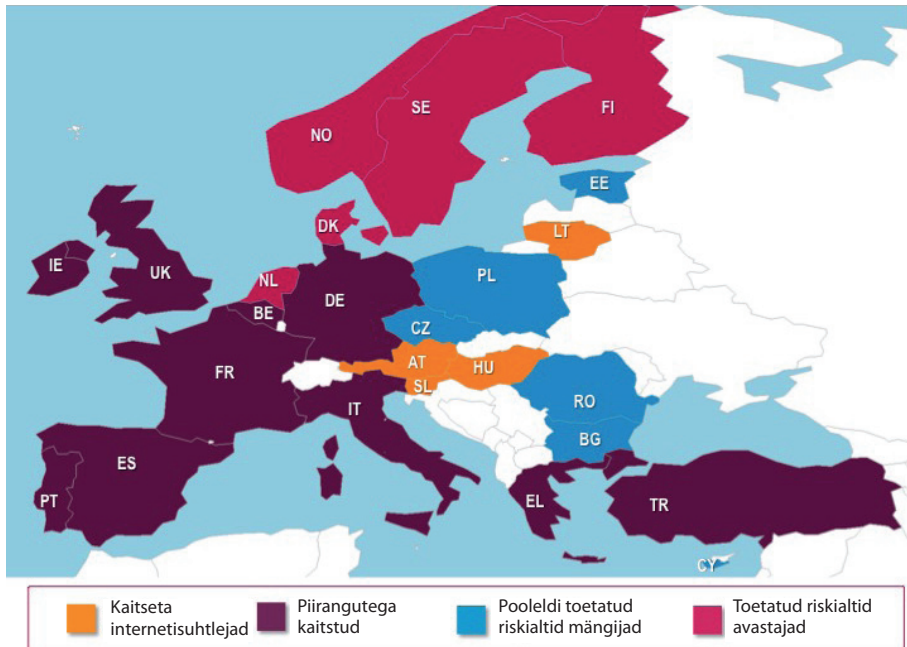 NO
SE
FI
EE
DK
LT
IE
UK
NL
PL
BE
DE
CZ
FR
AT
HU
SL
IT
RO
BG
ES
PT
EL
TR
CY
Kaitseta
internetisuhtlejad
Piirangutega
kaitstud
Pooleldi toetatud
riskialtid mängijad
Toetatud riskialtid
avastajad